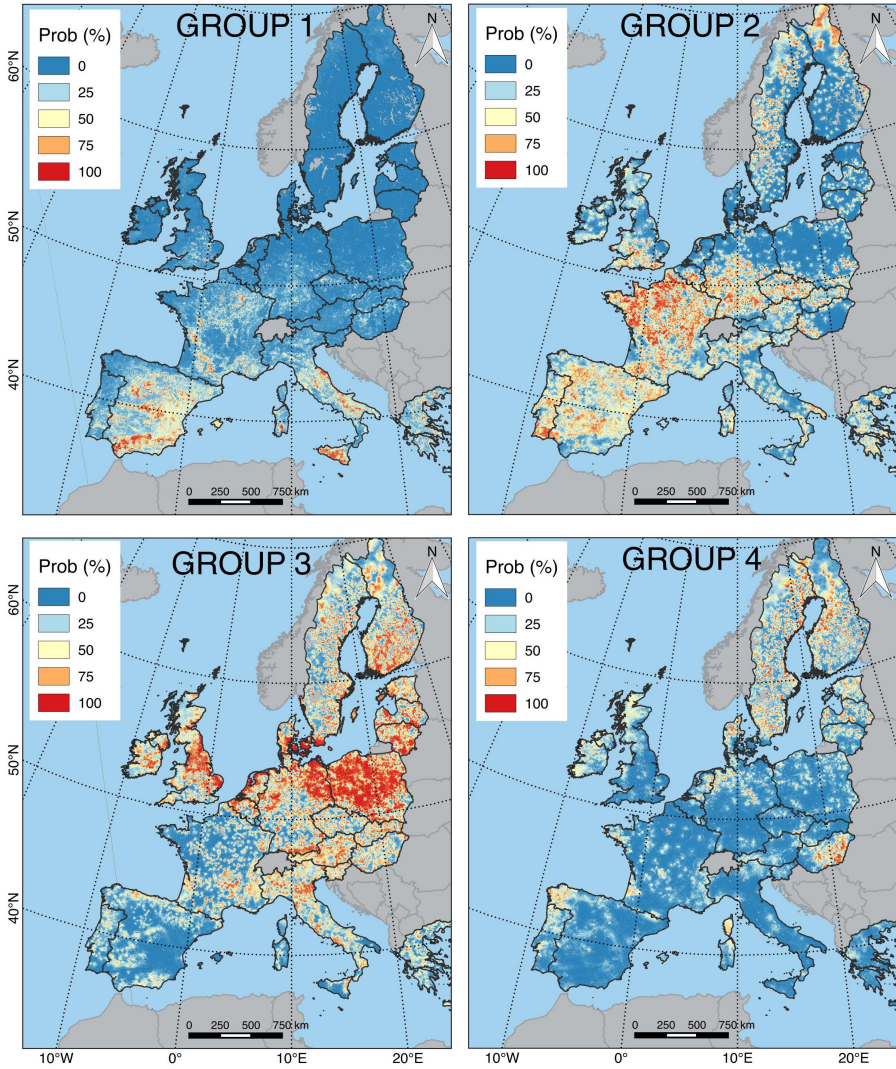 GROUP 1
Prob (%)
0
25
50
75
100
N
60°N
50°N
40°N
0 250 500 750 km
GROUP 2
Prob (%)
0
25
50
75
100
N
0 250 500 750 km
GROUP 3
Prob (%)
0
25
50
75
100
N
60°N
50°N
40°N
0 250 500 750 km
10°W 0° 10°E 20°E
GROUP 4
Prob (%)
0
25
50
75
100
N
0 250 500 750 km
10°W 0° 10°E 20°E